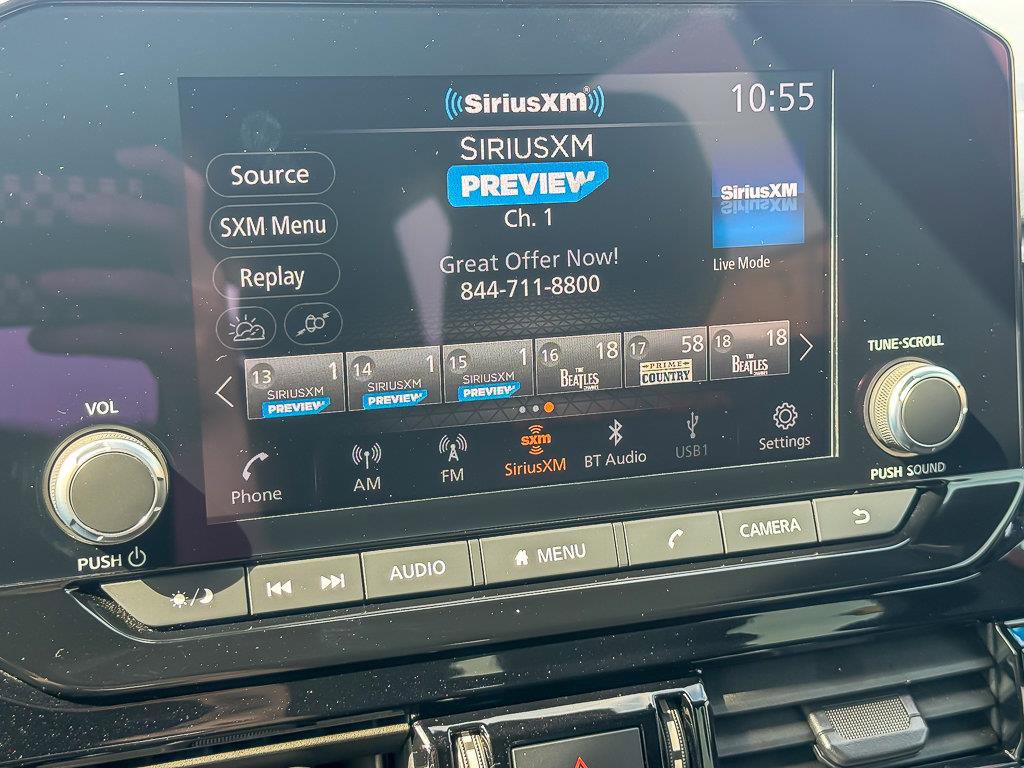 SiriusXM 10:55
SIRIUSXM
PREVIEW
Ch. 1
Great Offer Now!
844-711-8800
Source
SXM Menu
Replay
SiriusXM
Live Mode
13 1 SIRIUSXM PREVIEW
14 1 SIRIUSXM PREVIEW
15 1 SIRIUSXM PREVIEW
16 18 THE BEATLES
17 58 PRIME COUNTRY
18 18 THE BEATLES
Phone
AM
FM
sxm
SiriusXM
BT Audio
USB1
Settings
VOL
PUSH
TUNE·SCROLL
PUSH SOUND
AUDIO
MENU
CAMERA